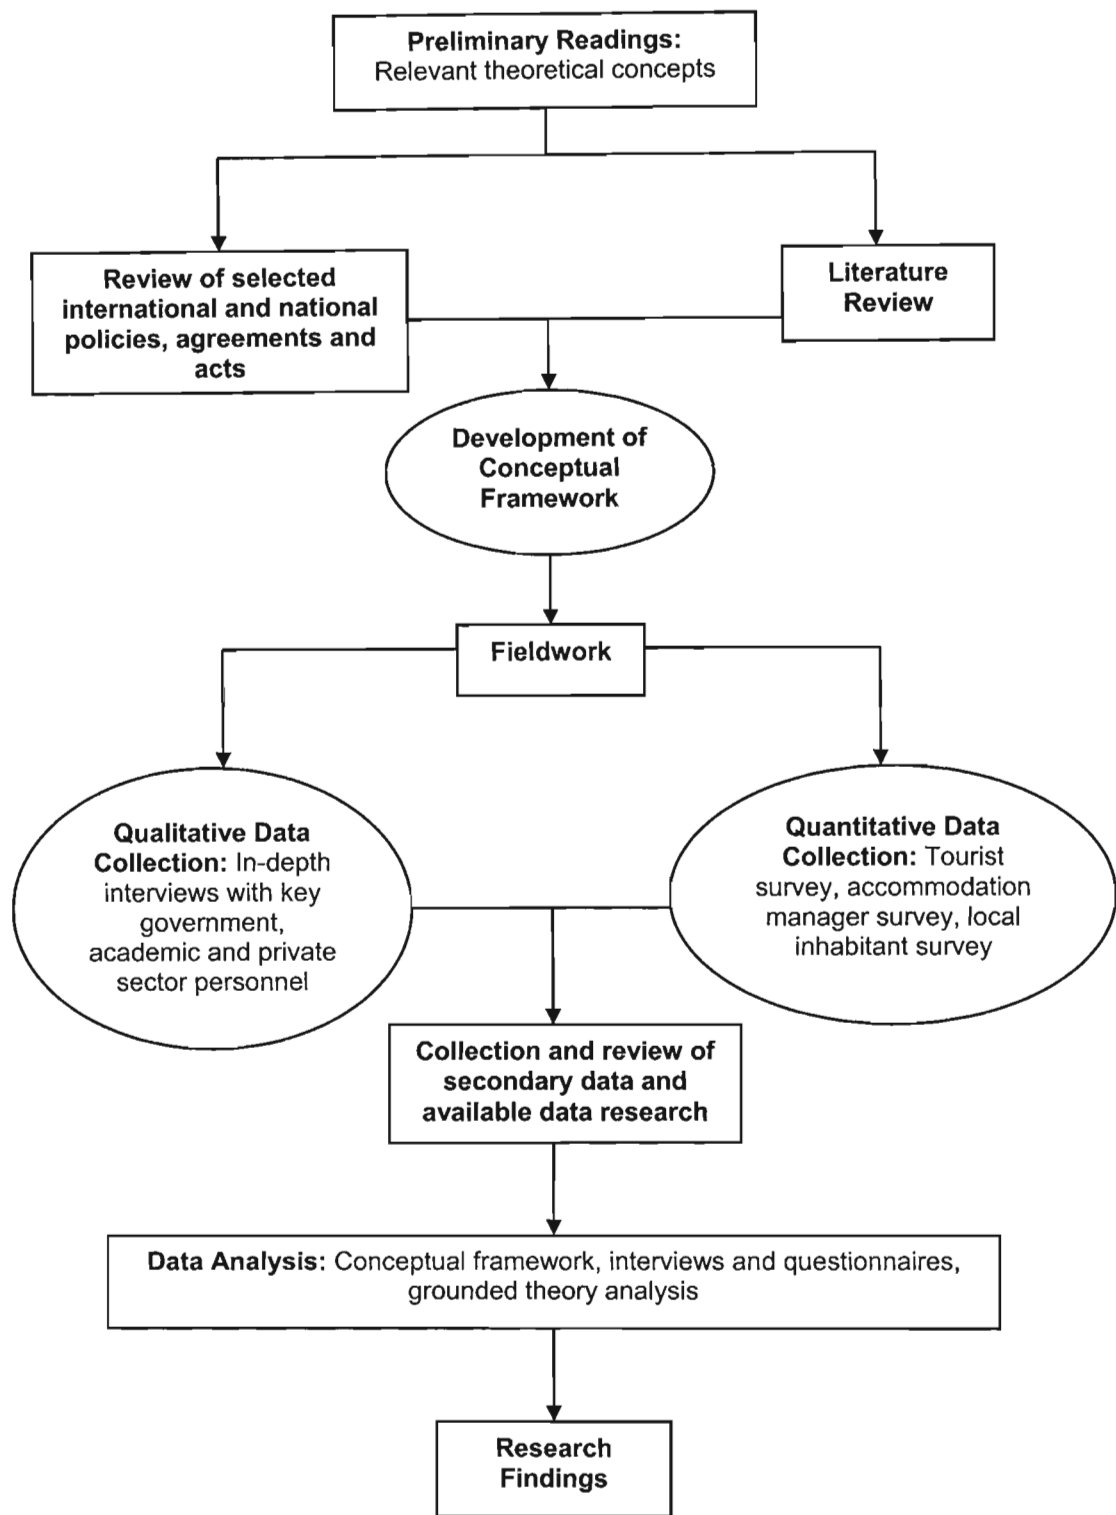 Preliminary Readings:
Relevant theoretical concepts
Review of selected
international and national
policies, agreements and
acts
Literature
Review
Development of
Conceptual
Framework
Fieldwork
Qualitative Data
Collection: In-depth
interviews with key
government,
academic and private
sector personnel
Quantitative Data
Collection: Tourist
survey, accommodation
manager survey, local
inhabitant survey
Collection and review of
secondary data and
available data research
Data Analysis: Conceptual framework, interviews and questionnaires,
grounded theory analysis
Research
Findings